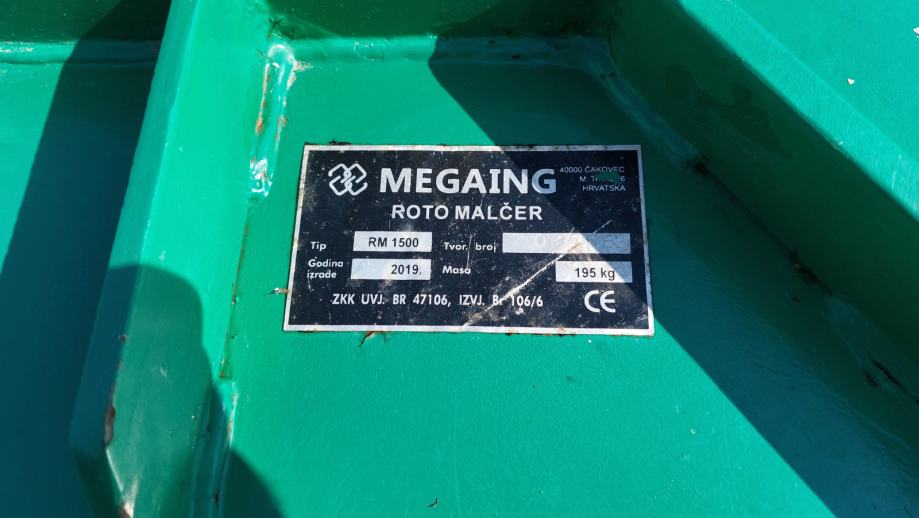 MEGAING
40000 ČAKOVEC
M.
HRVATSKA
ROTO MALČER
Tip RM 1500 Tvor. broj
Godina izrade 2019. Masa 195 kg
ZKK UVJ. BR 47106, IZVJ. 106/6
CE